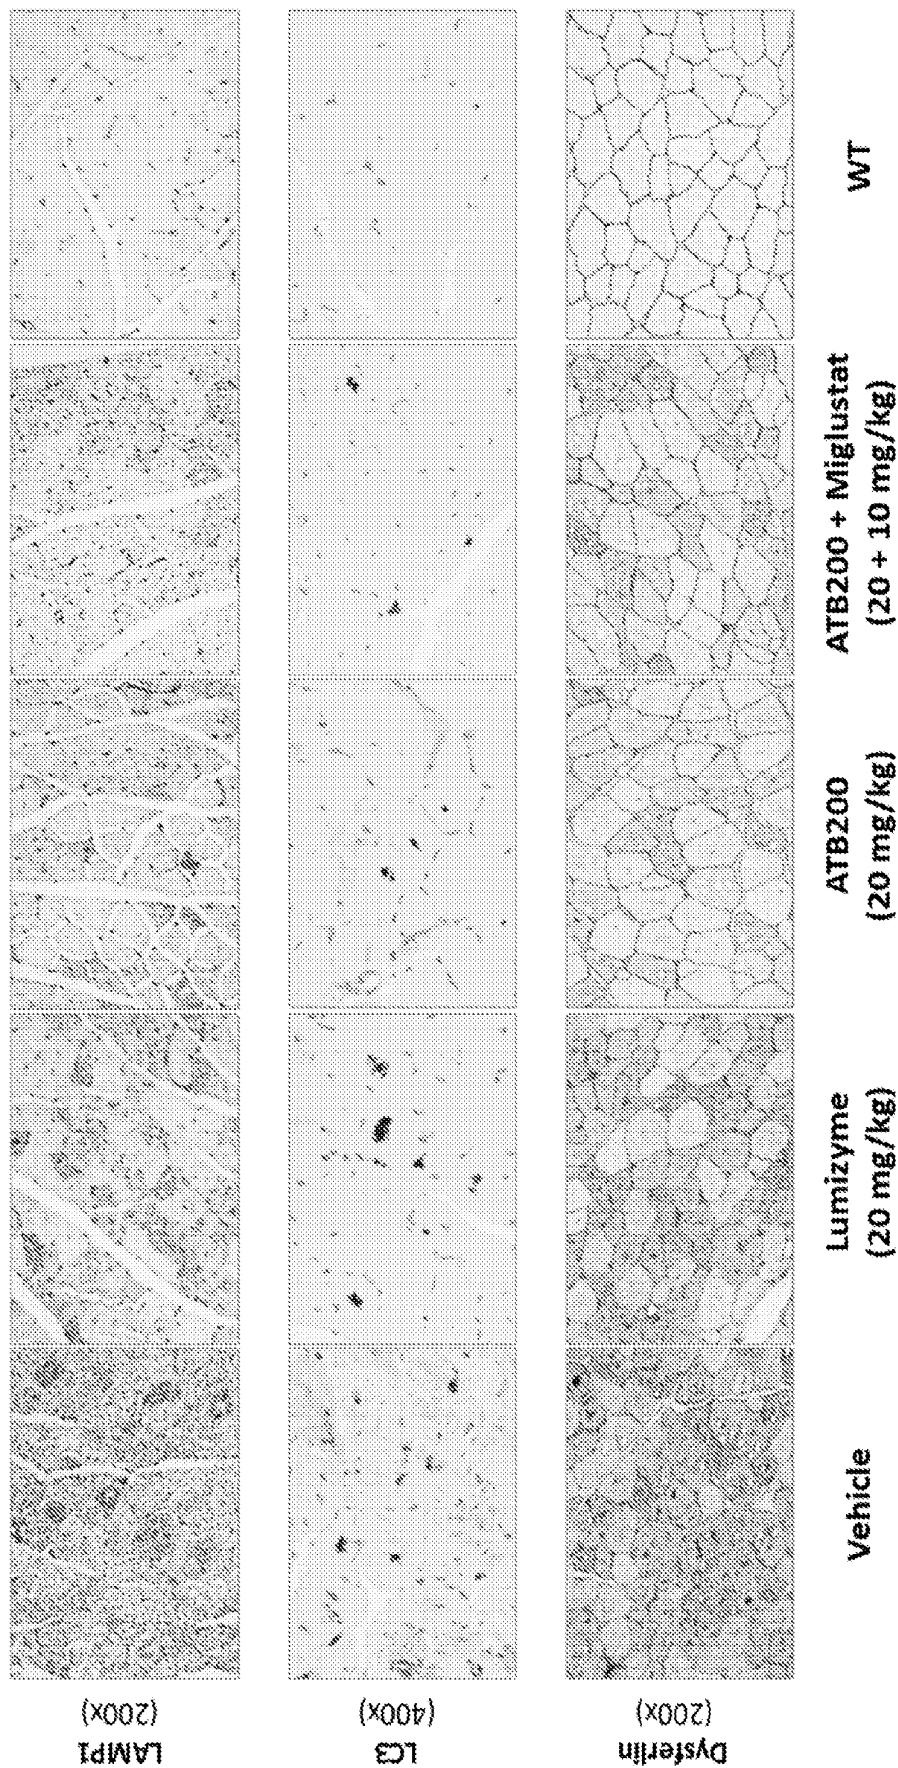 LAMP1
(200x)
LC3
(400x)
Dysferlin
(200x)
Vehicle
Lumizyme
(20 mg/kg)
ATB200
(20 mg/kg)
ATB200 + Miglustat
(20 + 10 mg/kg)
WT